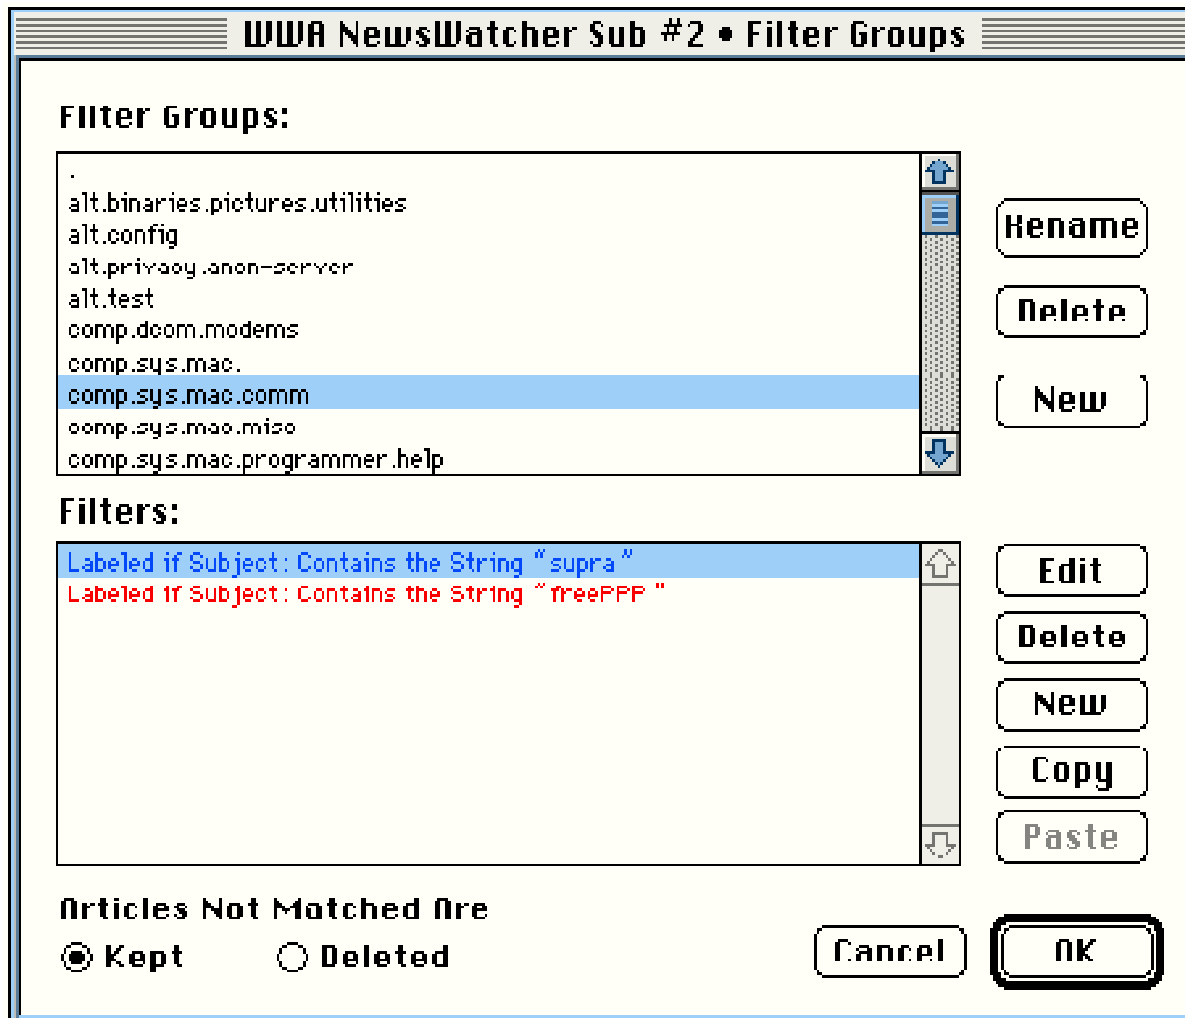 WWA NewsWatcher Sub #2 • Filter Groups
Filter Groups:
.
alt.binaries.pictures.utilities
alt.config
alt.privacy.anon-server
alt.test
comp.dcom.modems
comp.sys.mac.
comp.sys.mac.comm
comp.sys.mac.misc
comp.sys.mac.programmer.help
Rename
Delete
New
Filters:
Labeled if Subject: Contains the String "supra"
Labeled if Subject: Contains the String "freePPP"
Edit
Delete
New
Copy
Paste
Articles Not Matched Are
Kept Deleted
Cancel OK